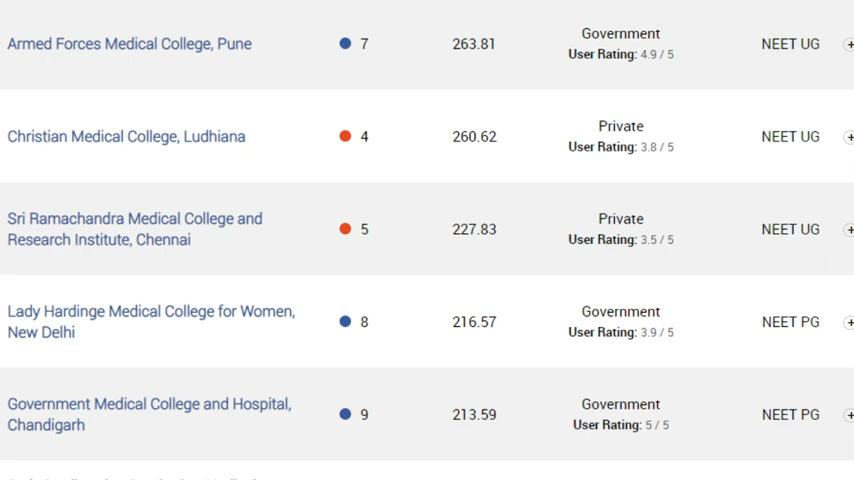 Armed Forces Medical College, Pune 7 263.81 Government NEET UG +
User Rating: 4.9 / 5
Christian Medical College, Ludhiana 4 260.62 Private NEET UG +
User Rating: 3.8 / 5
Sri Ramachandra Medical College and
Research Institute, Chennai 5 227.83 Private NEET UG +
User Rating: 3.5 / 5
Lady Hardinge Medical College for Women,
New Delhi 8 216.57 Government NEET PG +
User Rating: 3.9 / 5
Government Medical College and Hospital,
Chandigarh 9 213.59 Government NEET PG +
User Rating: 5 / 5